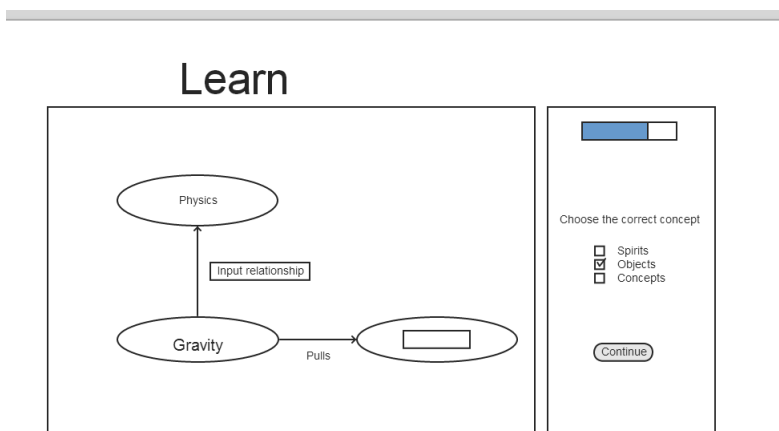 Learn
Physics
Input relationship
Gravity
Pulls
Choose the correct concept
Spirits
Objects
Concepts
Continue